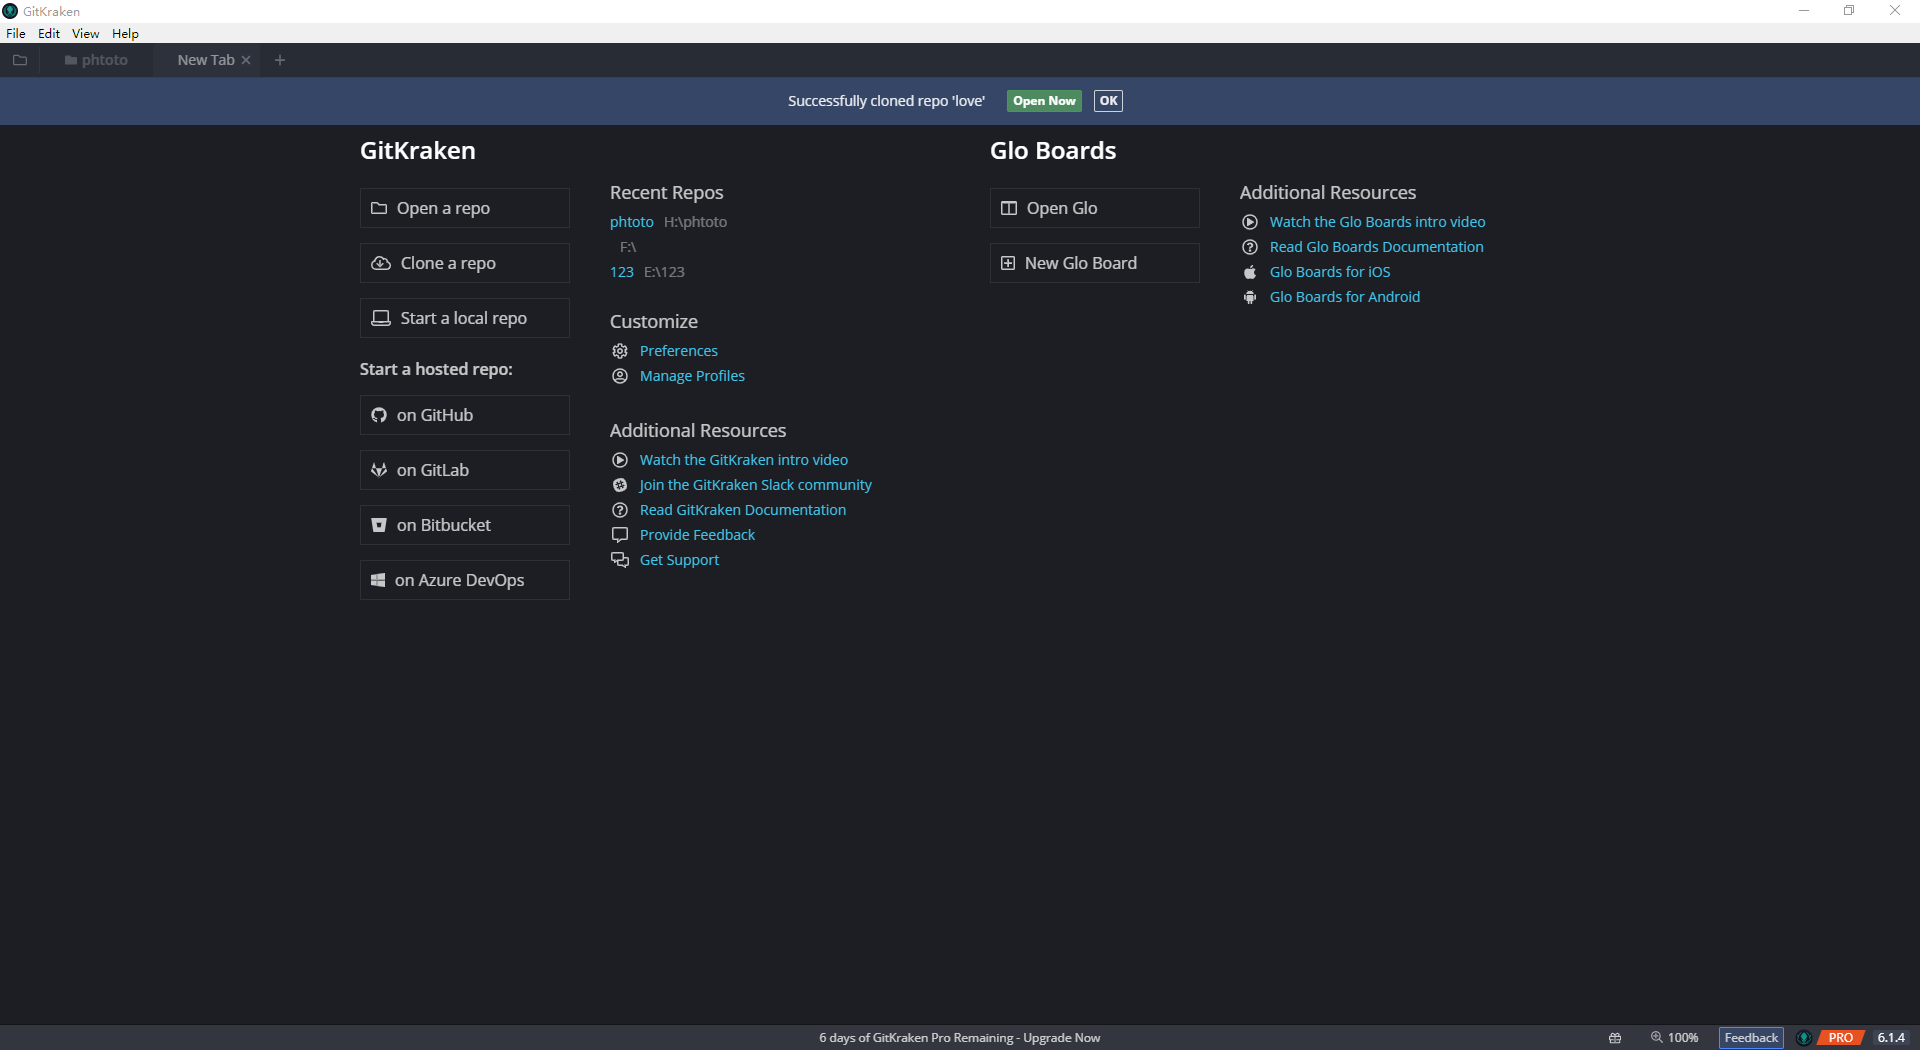 GitKraken
File Edit View Help
phtoto New Tab
Successfully cloned repo 'love' Open Now OK
GitKraken
Open a repo
Clone a repo
Start a local repo
Start a hosted repo:
on GitHub
on GitLab
on Bitbucket
on Azure DevOps
Recent Repos
phtoto H:\phtoto
F:\
123 E:\123
Customize
Preferences
Manage Profiles
Additional Resources
Watch the GitKraken intro video
Join the GitKraken Slack community
Read GitKraken Documentation
Provide Feedback
Get Support
Glo Boards
Open Glo
New Glo Board
Additional Resources
Watch the Glo Boards intro video
Read Glo Boards Documentation
Glo Boards for iOS
Glo Boards for Android
6 days of GitKraken Pro Remaining - Upgrade Now
100% Feedback PRO 6.1.4